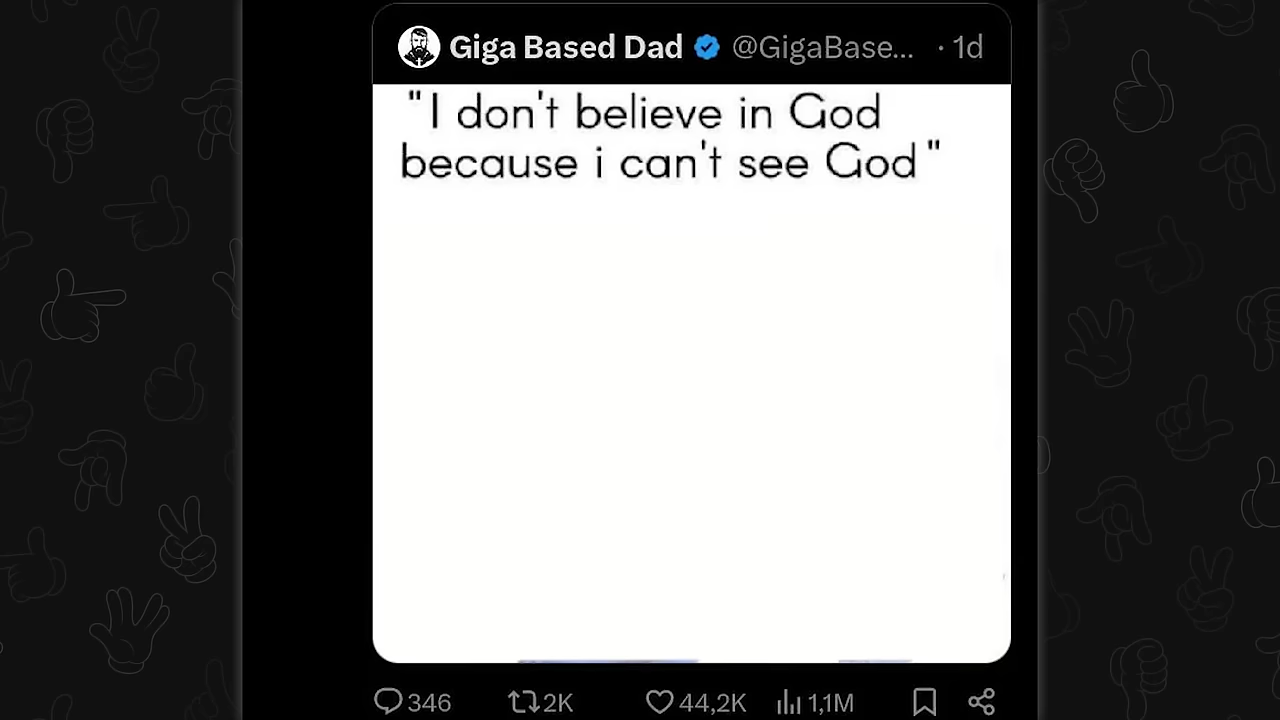 Giga Based Dad @GigaBase... · 1d
"I don't believe in God
because i can't see God"
346 2K 44,2K 1,1M